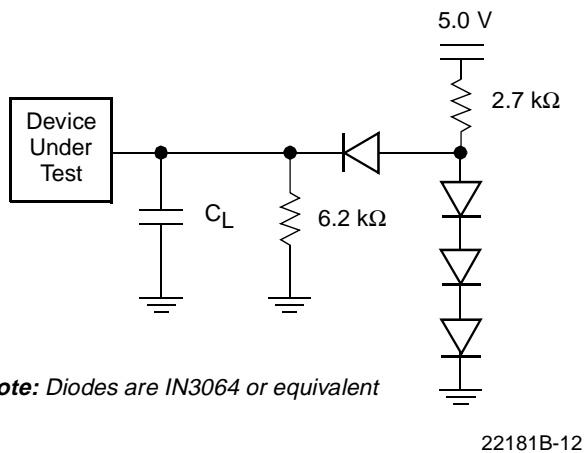 5.0 V
2.7 kΩ
Device
Under
Test
CL
6.2 kΩ
ote: Diodes are IN3064 or equivalent
22181B-12